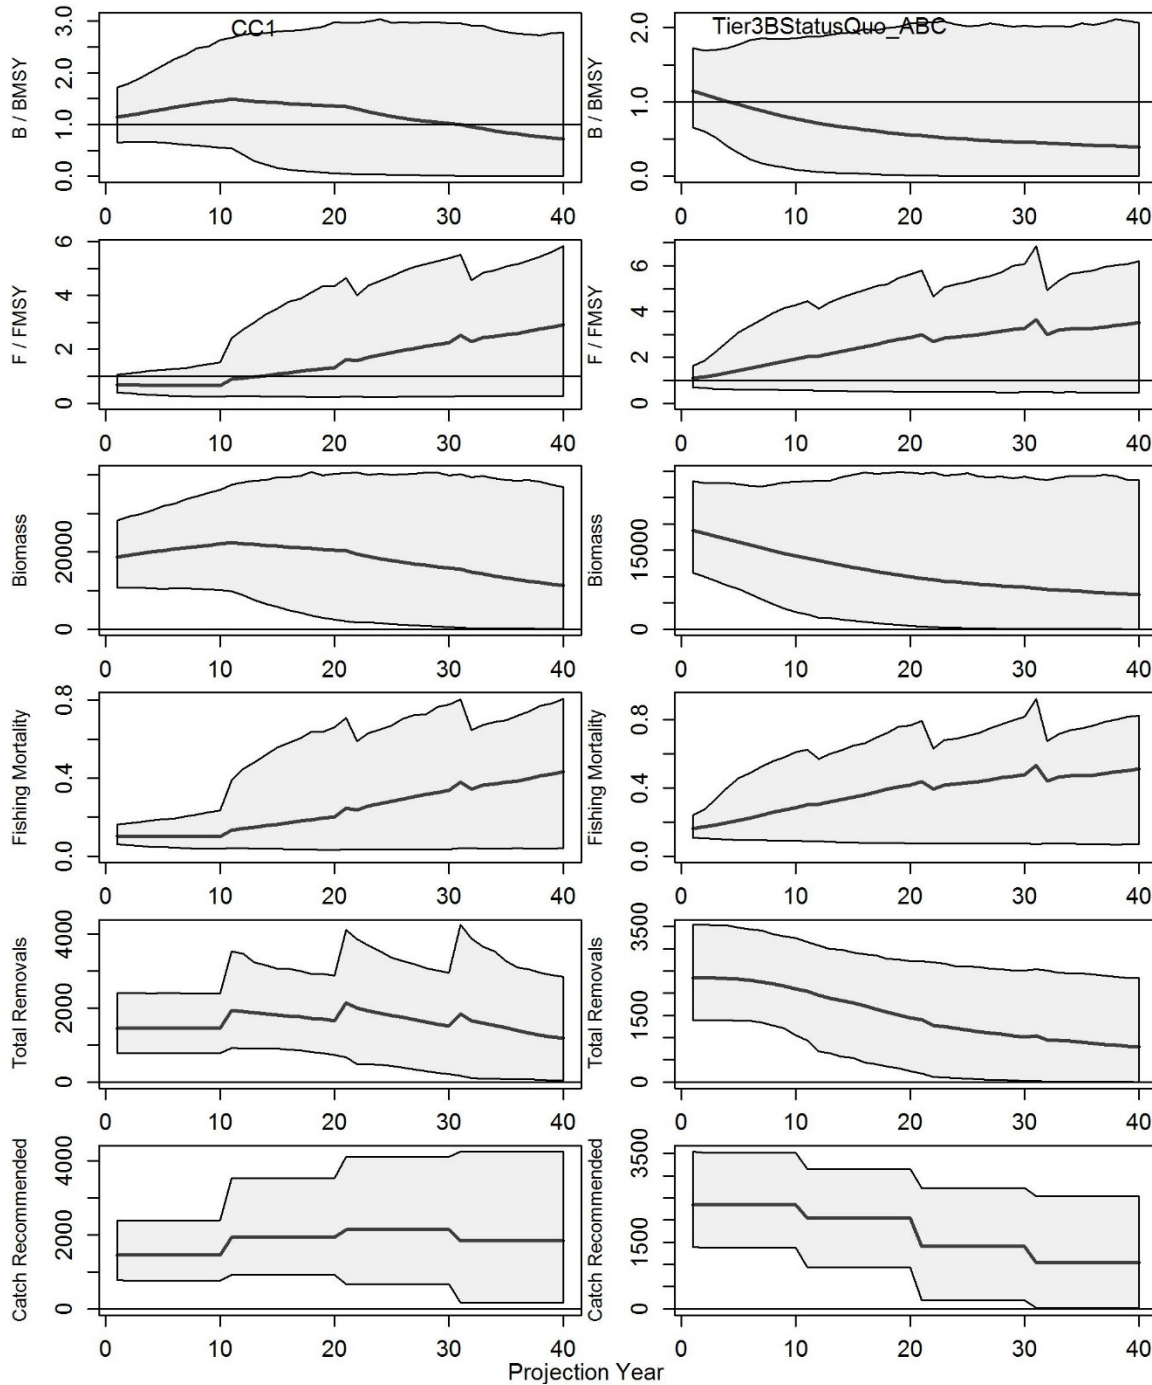 CC1
Tier3BStatusQuo_ABC
B / BMSY
0.0 1.0 2.0 3.0
0 10 20 30 40
B / BMSY
0.0 1.0 2.0
0 10 20 30 40
F / FMSY
0 2 4 6
0 10 20 30 40
F / FMSY
0 2 4 6
0 10 20 30 40
Biomass
0 20000
0 10 20 30 40
Biomass
0 15000
0 10 20 30 40
Fishing Mortality
0.0 0.4 0.8
0 10 20 30 40
Fishing Mortality
0.0 0.4 0.8
0 10 20 30 40
Total Removals
0 2000 4000
0 10 20 30 40
Total Removals
0 1500 3500
0 10 20 30 40
Catch Recommended
0 2000 4000
0 10 20 30 40
Catch Recommended
0 1500 3500
0 10 20 30 40
Projection Year